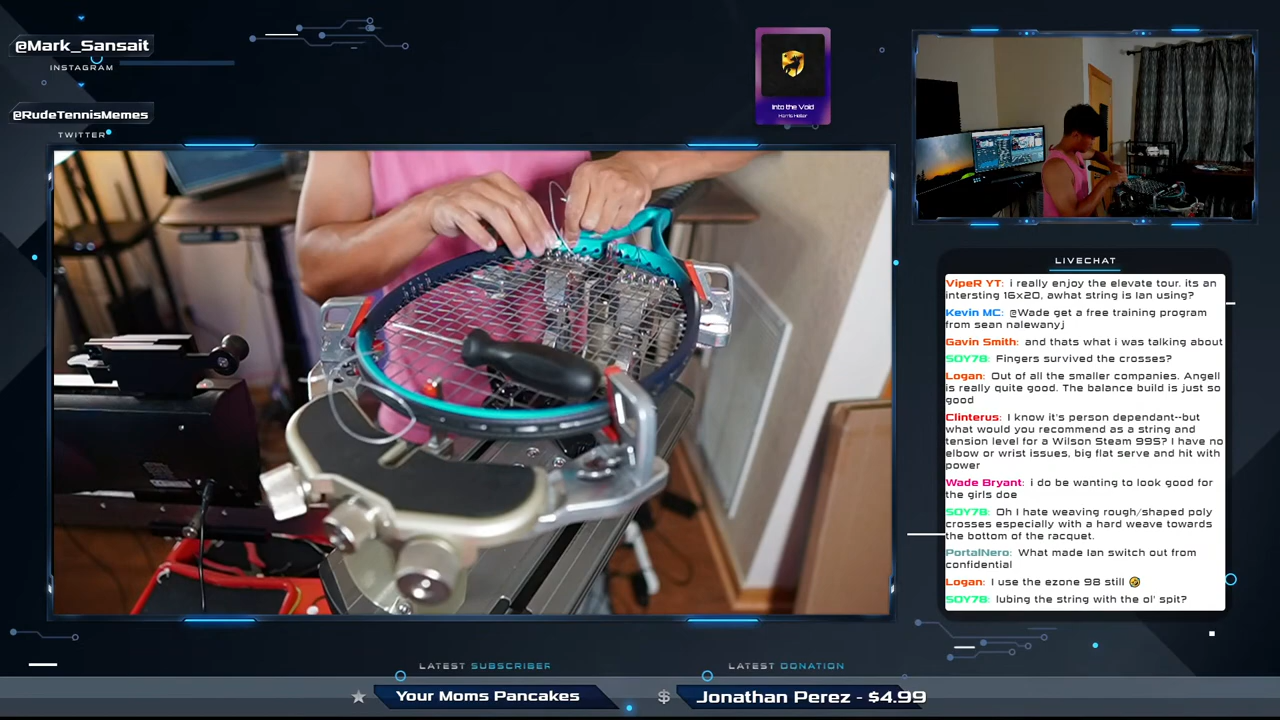 @Mark_Sansait
INSTAGRAM
@RudeTennisMemes
TWITTER
Into the Void
LIVECHAT
VipeR YT: i really enjoy the elevate tour. its an
intersting 16x20, awhat string is Ian using?
Kevin MC: @Wade get a free training program
from sean nalewanyj
Gavin Smith: and thats what i was talking about
SOY78: Fingers survived the crosses?
Logan: Out of all the smaller companies. Angell
is really quite good. The balance build is just so
good
Clinterus: I know it's person dependant--but
what would you recommend as a string and
tension level for a Wilson Steam 99S? I have no
elbow or wrist issues, big flat serve and hit with
power
Wade Bryant: i do be wanting to look good for
the girls doe
SOY78: Oh I hate weaving rough/shaped poly
crosses especially with a hard weave towards
the bottom of the racquet.
PortalNero: What made Ian switch out from
confidential
Logan: I use the ezone 98 still
SOY78: lubing the string with the ol' spit?
LATEST SUBSCRIBER
Your Moms Pancakes
LATEST DONATION
$ Jonathan Perez - $4.99